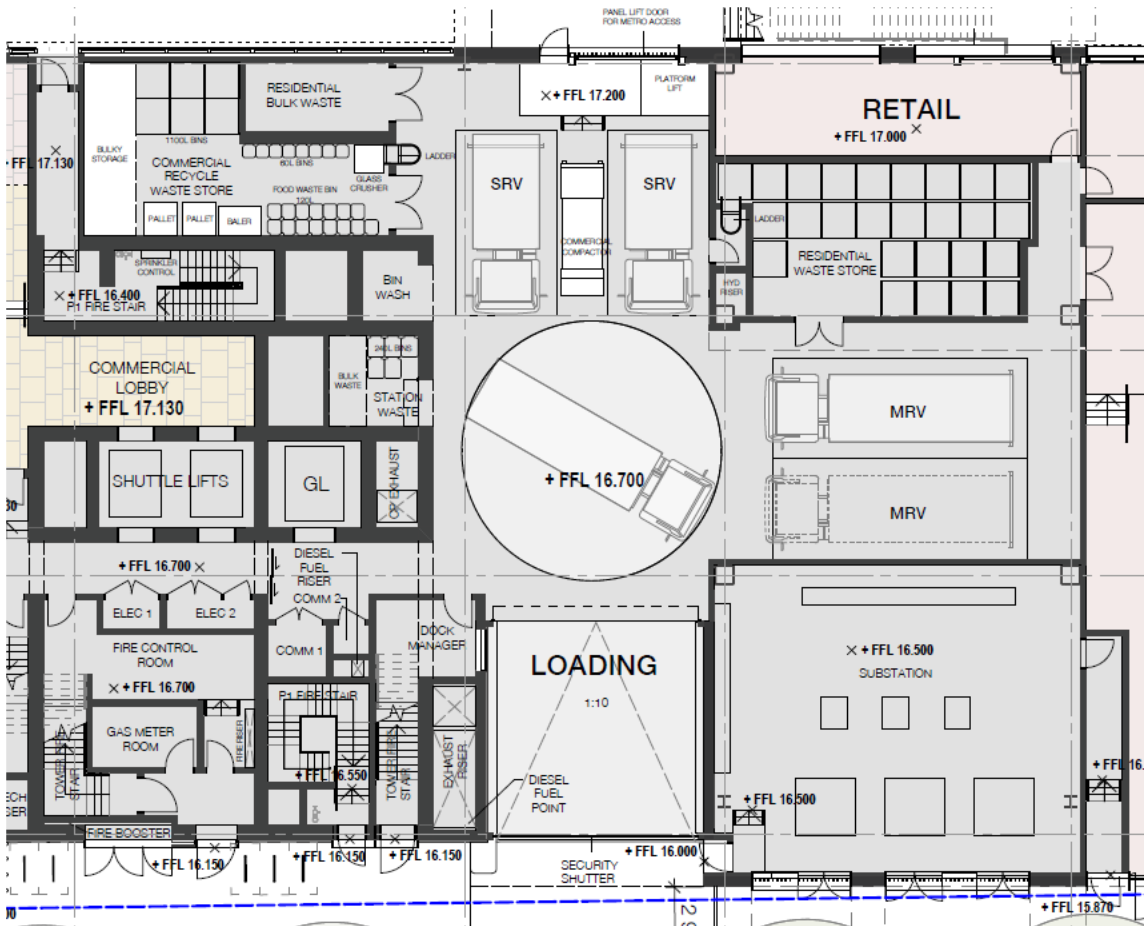 PANEL LIFT DOOR
FOR METRO ACCESS
RESIDENTIAL
BULK WASTE
+ FFL 17.200
PLATFORM
LIFT
RETAIL
+ FFL 17.000
1100L BINS
BULKY
STORAGE
+ FFL 17.130
COMMERCIAL
RECYCLE
WASTE STORE
60L BINS
GLASS
CRUSHER
LADDER
FOOD WASTE BIN
120L
PALLET
PALLET
BALER
SRV
SRV
COMMERCIAL
COMPACTOR
LADDER
RESIDENTIAL
WASTE STORE
HYD
RISER
SPRINKLER
CONTROL
+ FFL 16.400
P1 FIRE STAIR
BIN
WASH
COMMERCIAL
LOBBY
+ FFL 17.130
240L BINS
BULK
WASTE
STATION
WASTE
MRV
MRV
+ FFL 16.700
SHUTTLE LIFTS
GL
CP EXHAUST
+ FFL 16.700
DIESEL
FUEL
RISER
COMM 2
ELEC 1
ELEC 2
COMM 1
DOCK
MANAGER
FIRE CONTROL
ROOM
+ FFL 16.700
LOADING
1:10
+ FFL 16.500
SUBSTATION
P1 FIRE STAIR
GAS METER
ROOM
FIRE RISER
TOWER FIRE
STAIR
+ FFL 16.550
TOWER FIRE
STAIR
EXHAUST
RISER
DIESEL
FUEL
POINT
+ FFL 16.500
FIRE BOOSTER
+ FFL 16.150
+ FFL 16.150
+ FFL 16.150
SECURITY
SHUTTER
+ FFL 16.000
+ FFL 16.
+ FFL 15.870